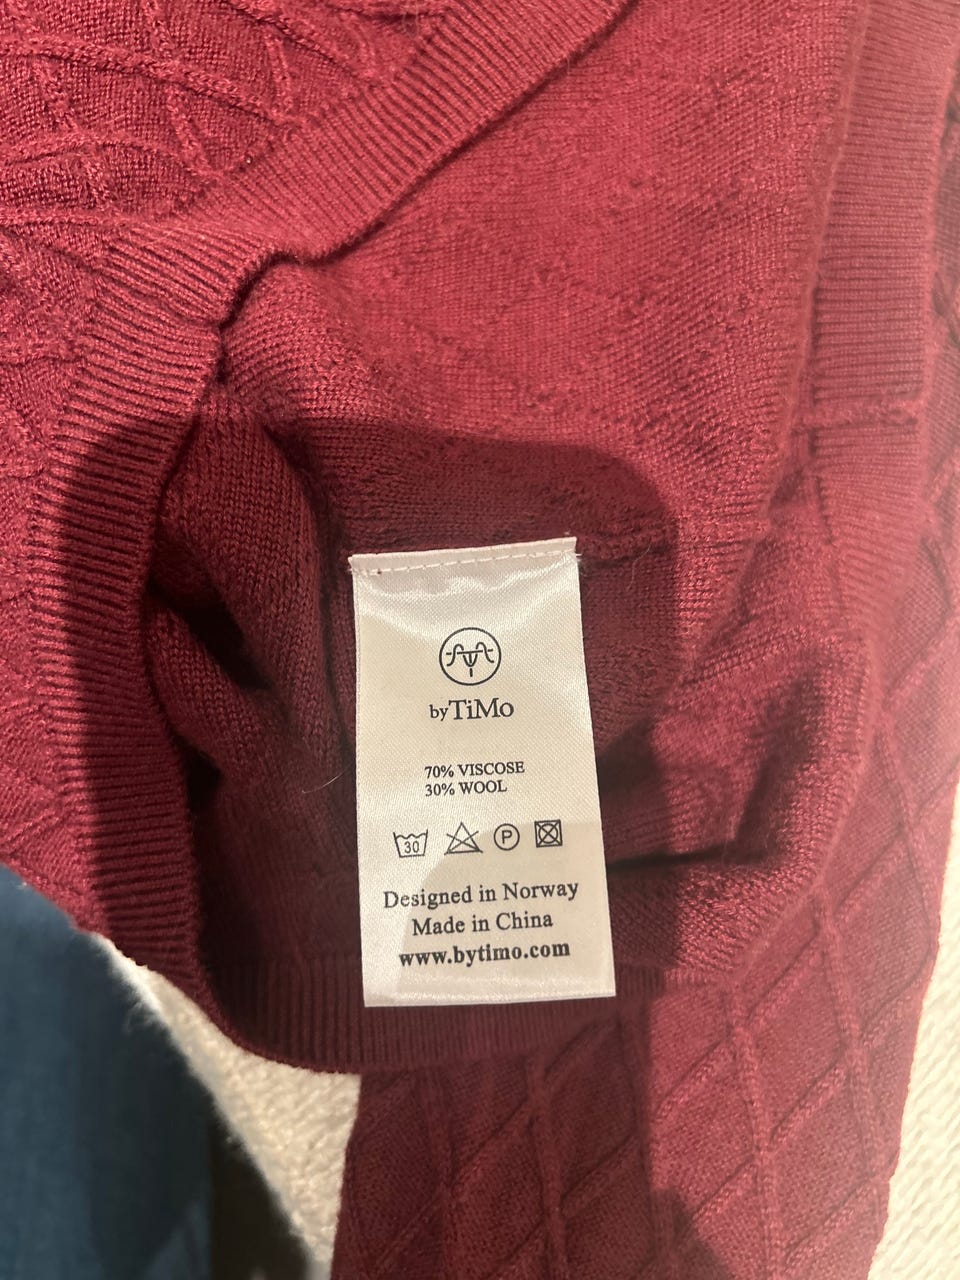 byTiMo
70% VISCOSE
30% WOOL
30 P
Designed in Norway
Made in China
www.bytimo.com